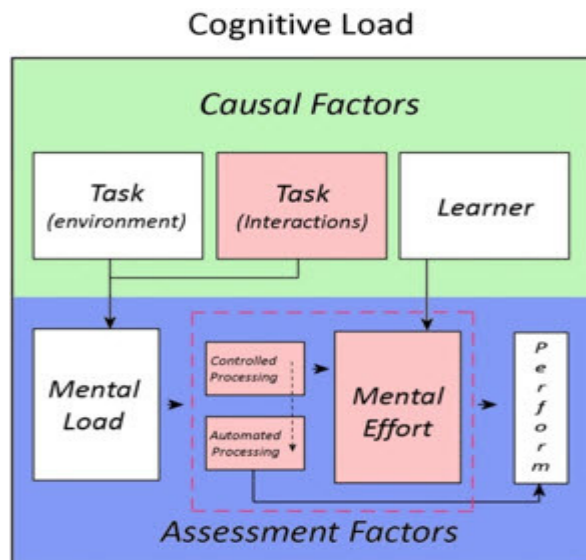 Cognitive Load
Causal Factors
Task
(environment)
Task
(Interactions)
Learner
Mental
Load
Controlled
Processing
Automated
Processing
Mental
Effort
P
e
r
f
o
r
m
Assessment Factors